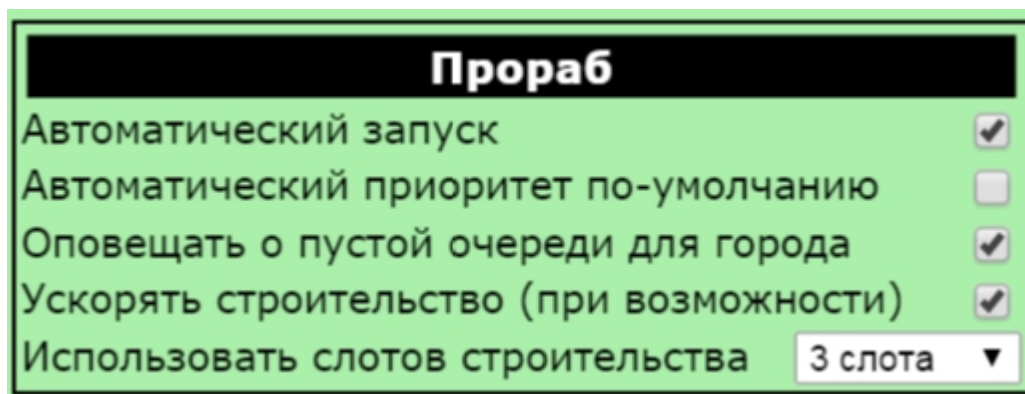 Прораб
Автоматический запуск
Автоматический приоритет по-умолчанию
Оповещать о пустой очереди для города
Ускорять строительство (при возможности)
Использовать слотов строительства 3 слота